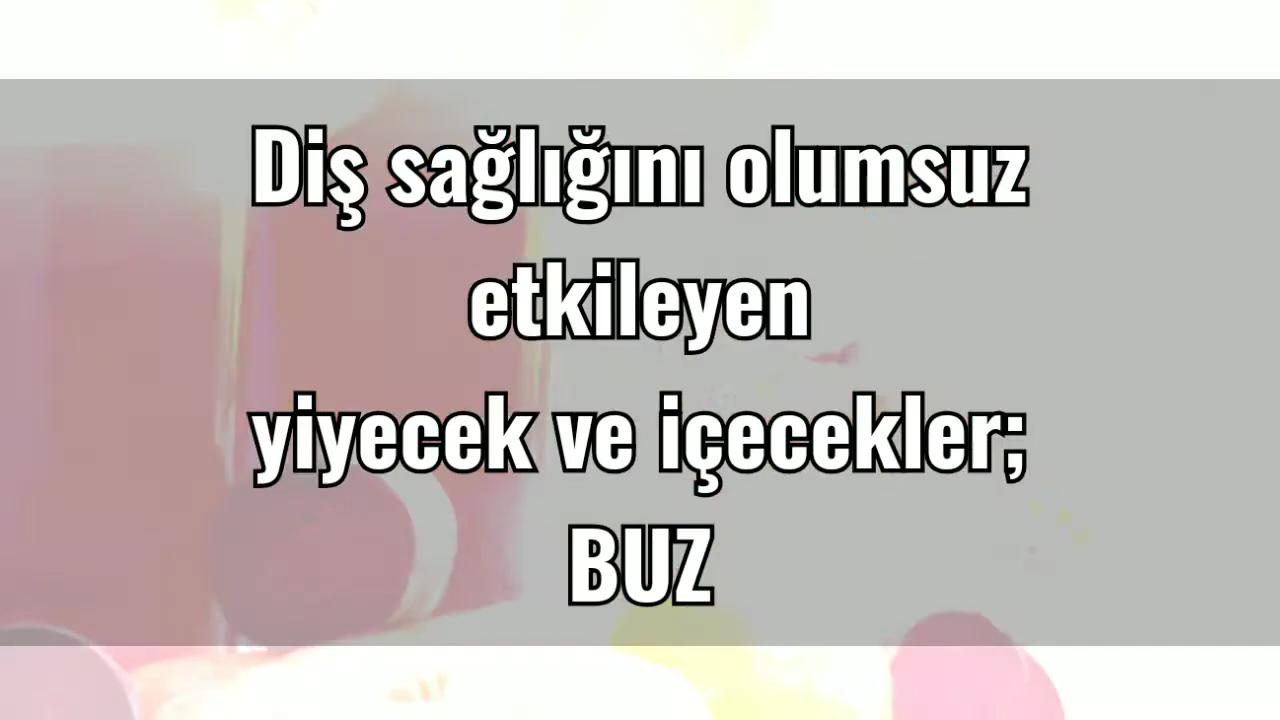 Diş sağlığını olumsuz
etkileyen
yiyecek ve içecekler;
BUZ